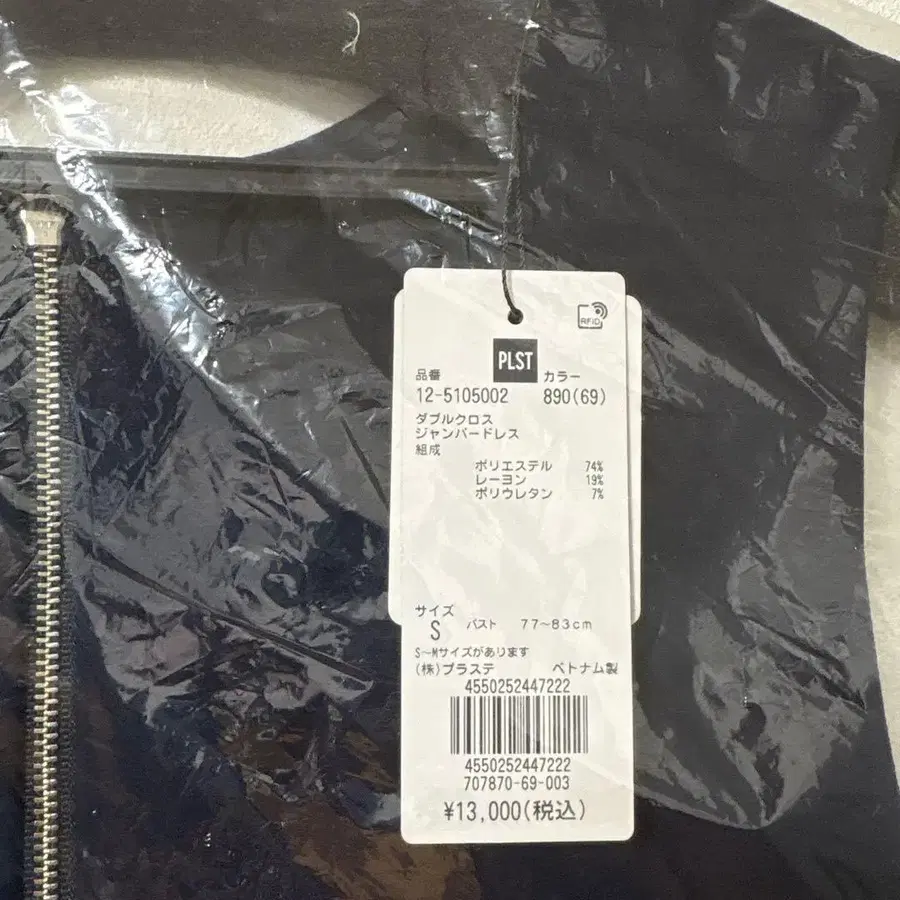 RFID
PLST
品番 カラー
12-5105002 890(69)
ダブルクロス
ジャンパードレス
組成
ポリエステル 74%
レーヨン 19%
ポリウレタン 7%
サイズ
S バスト 77~83cm
S~Mサイズがあります
(株)プラステ ベトナム製
4550252447222
4550252447222
707870-69-003
¥13,000(税込)